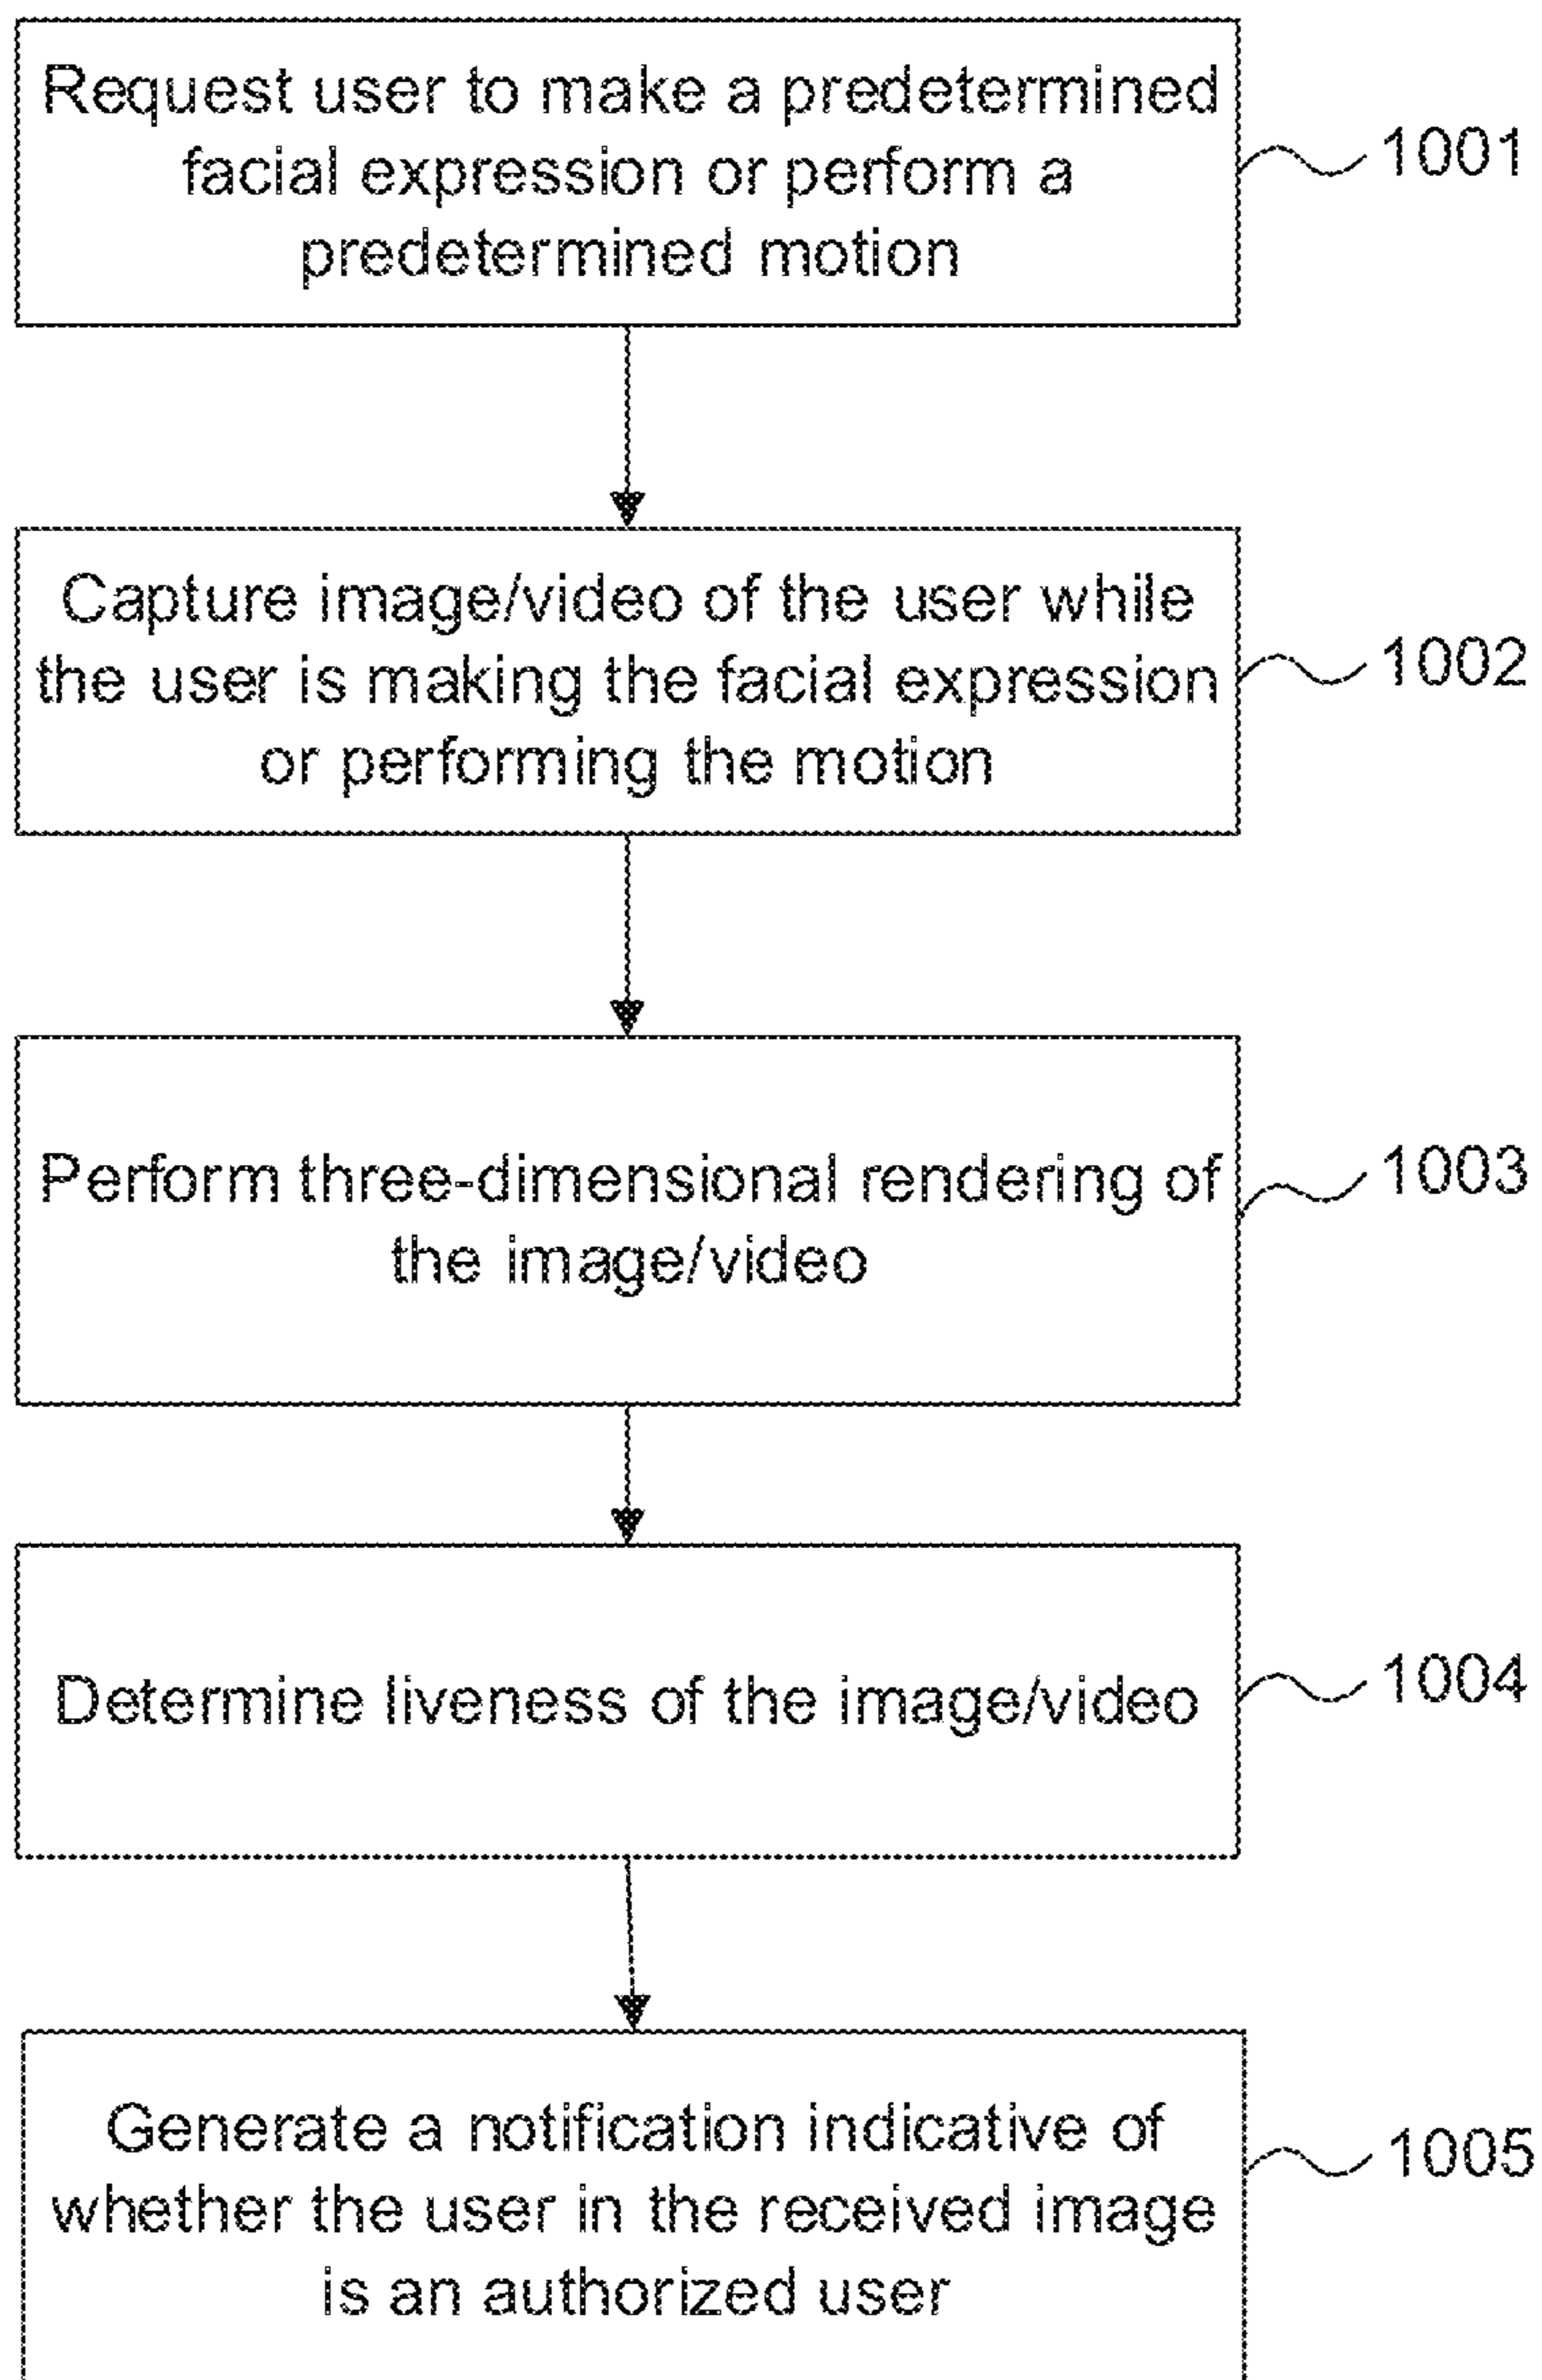 Request user to make a predetermined
facial expression or perform a
predetermined motion
1001
Capture image/video of the user while
the user is making the facial expression
or performing the motion
1002
Perform three-dimensional rendering of
the image/video
1003
Determine liveness of the image/video
1004
Generate a notification indicative of
whether the user in the received image
is an authorized user
1005